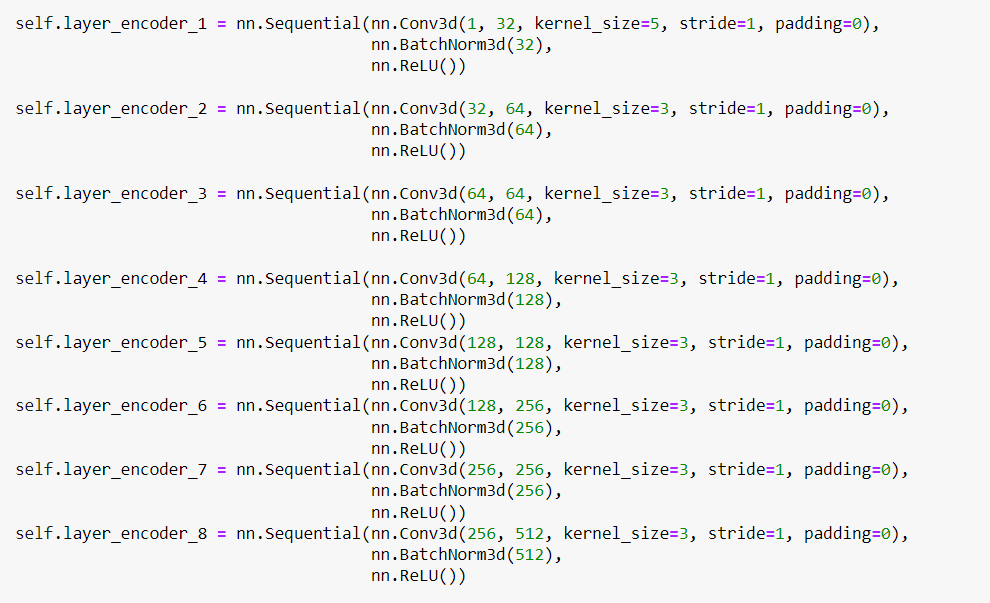 self.layer_encoder_1 = nn.Sequential(nn.Conv3d(1, 32, kernel_size=5, stride=1, padding=0),
nn.BatchNorm3d(32),
nn.ReLU())
self.layer_encoder_2 = nn.Sequential(nn.Conv3d(32, 64, kernel_size=3, stride=1, padding=0),
nn.BatchNorm3d(64),
nn.ReLU())
self.layer_encoder_3 = nn.Sequential(nn.Conv3d(64, 64, kernel_size=3, stride=1, padding=0),
nn.BatchNorm3d(64),
nn.ReLU())
self.layer_encoder_4 = nn.Sequential(nn.Conv3d(64, 128, kernel_size=3, stride=1, padding=0),
nn.BatchNorm3d(128),
nn.ReLU())
self.layer_encoder_5 = nn.Sequential(nn.Conv3d(128, 128, kernel_size=3, stride=1, padding=0),
nn.BatchNorm3d(128),
nn.ReLU())
self.layer_encoder_6 = nn.Sequential(nn.Conv3d(128, 256, kernel_size=3, stride=1, padding=0),
nn.BatchNorm3d(256),
nn.ReLU())
self.layer_encoder_7 = nn.Sequential(nn.Conv3d(256, 256, kernel_size=3, stride=1, padding=0),
nn.BatchNorm3d(256),
nn.ReLU())
self.layer_encoder_8 = nn.Sequential(nn.Conv3d(256, 512, kernel_size=3, stride=1, padding=0),
nn.BatchNorm3d(512),
nn.ReLU())